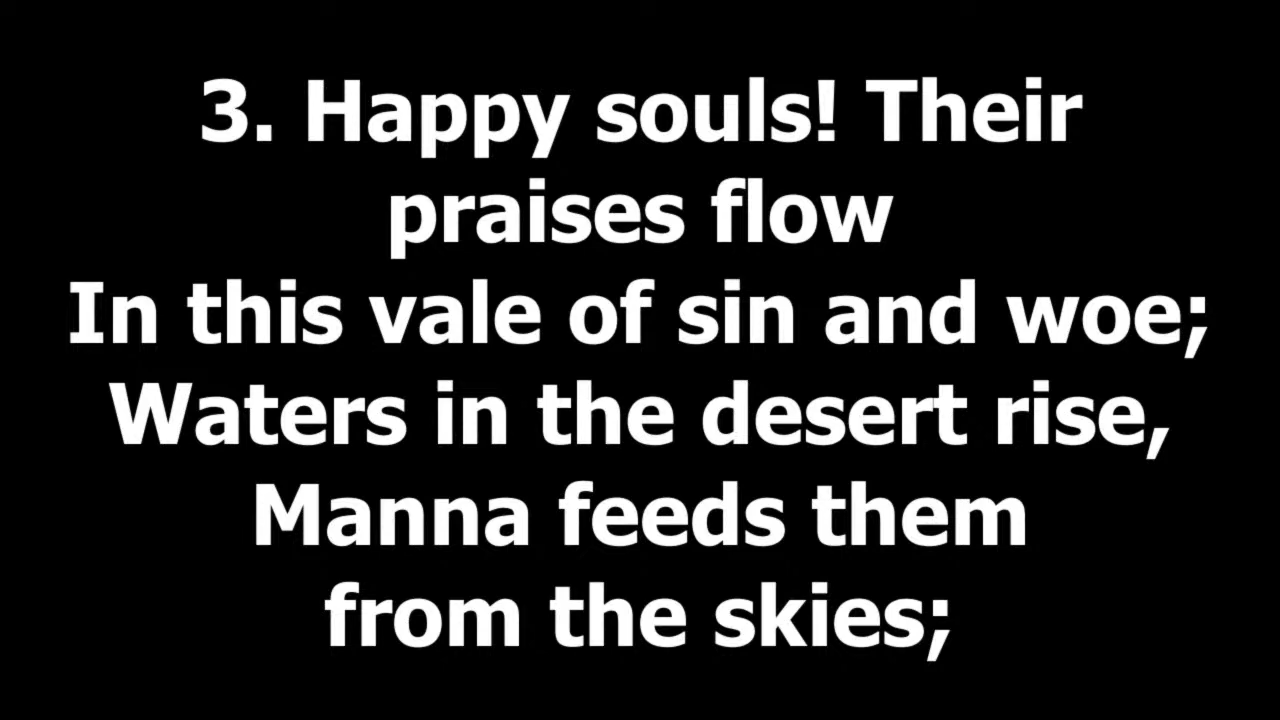 3. Happy souls! Their
praises flow
In this vale of sin and woe;
Waters in the desert rise,
Manna feeds them
from the skies;